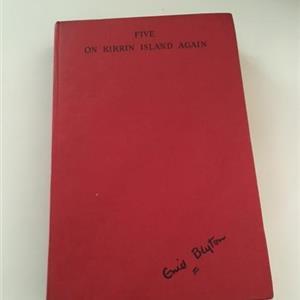 FIVE
ON KIRRIN ISLAND AGAIN
Enid Blyton